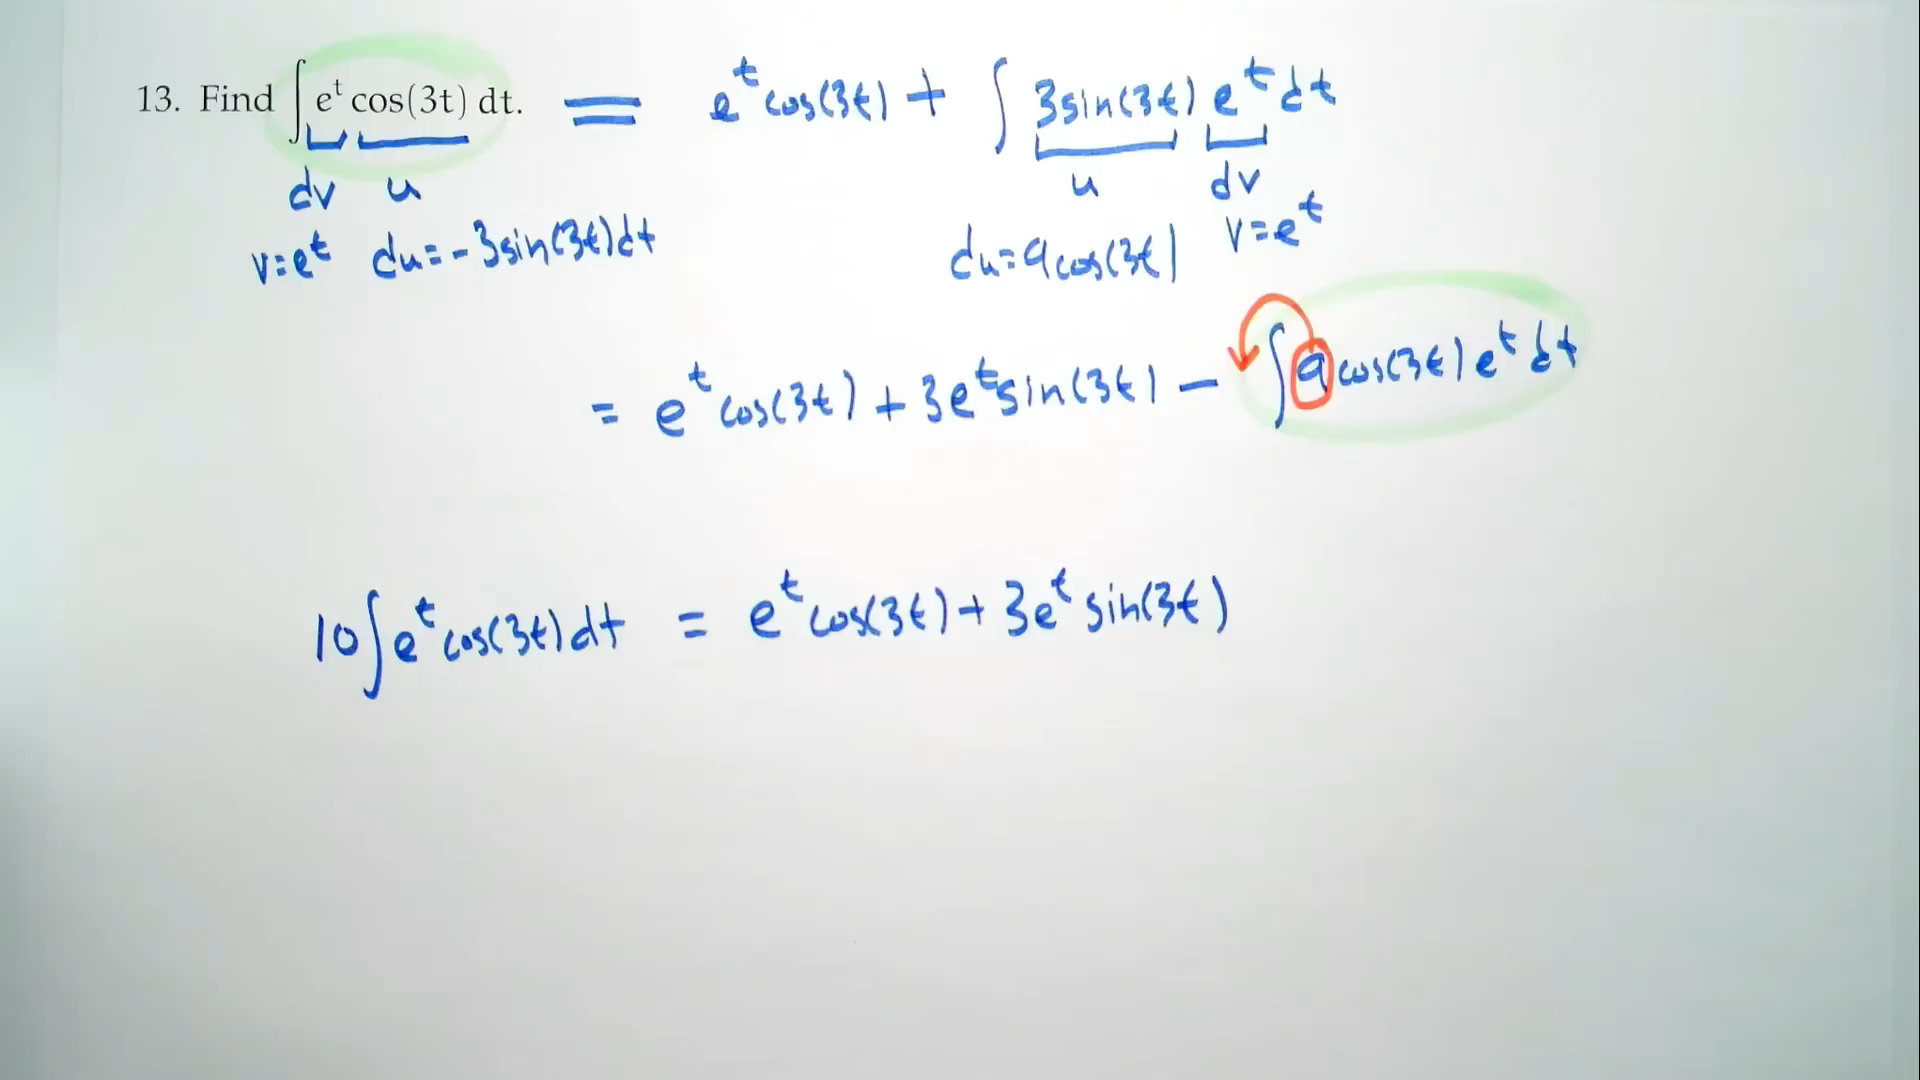 13. Find ∫ e^t cos(3t) dt. = e^t cos(3t) + ∫ 3sin(3t) e^t dt
dv u u dv
v=e^t du=-3sin(3t)dt du=9cos(3t) v=e^t
= e^t cos(3t) + 3e^t sin(3t) - ∫ 9cos(3t) e^t dt
10∫e^t cos(3t)dt = e^t cos(3t) + 3e^t sin(3t)